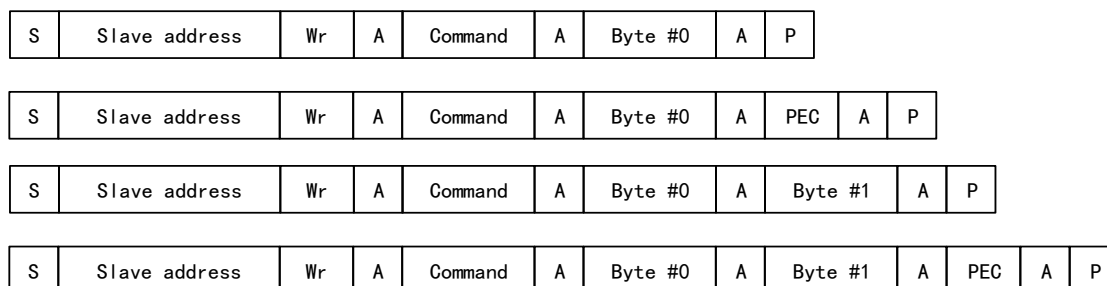 S Slave address Wr A Command A Byte #0 A P
S Slave address Wr A Command A Byte #0 A PEC A P
S Slave address Wr A Command A Byte #0 A Byte #1 A P
S Slave address Wr A Command A Byte #0 A Byte #1 A PEC A P